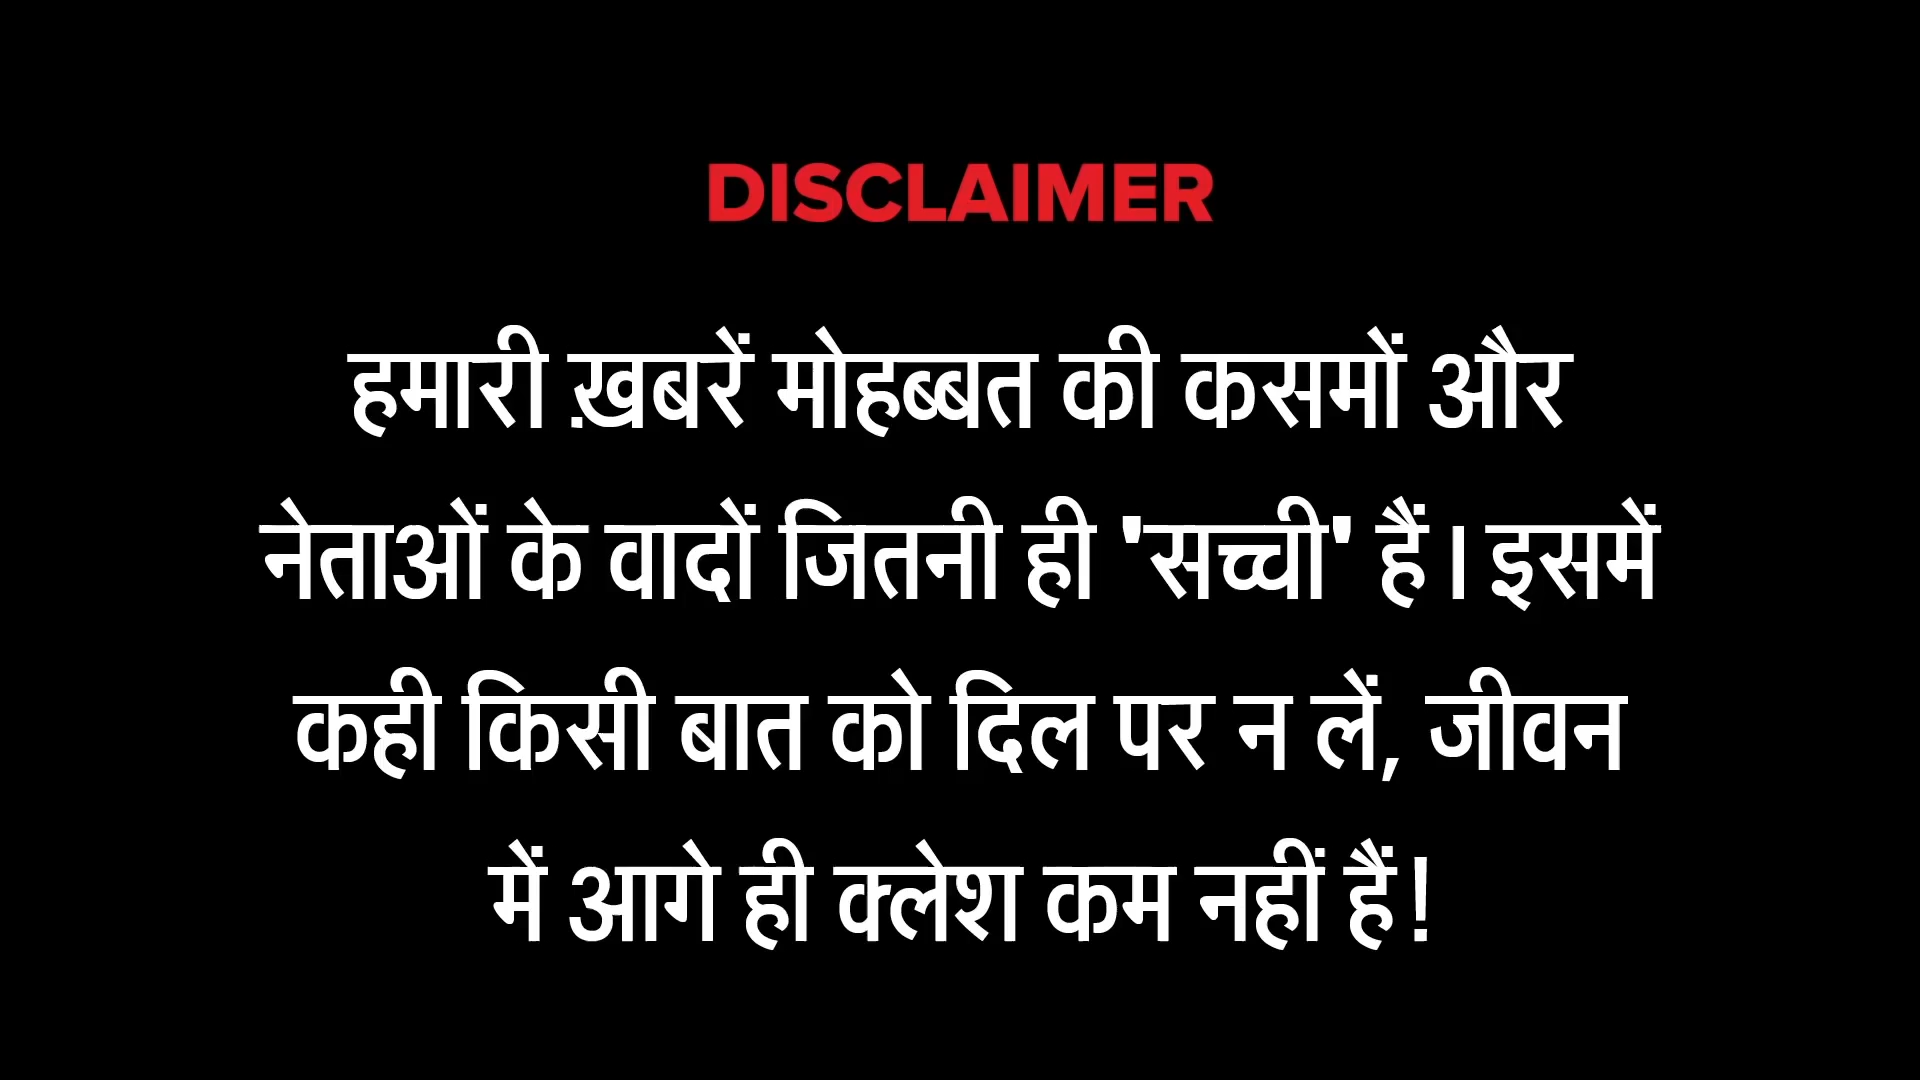 DISCLAIMER
हमारी ख़बरें मोहब्बत की कसमों और
नेताओं के वादों जितनी ही 'सच्ची' हैं। इसमें
कही किसी बात को दिल पर न लें, जीवन
में आगे ही क्लेश कम नहीं हैं!